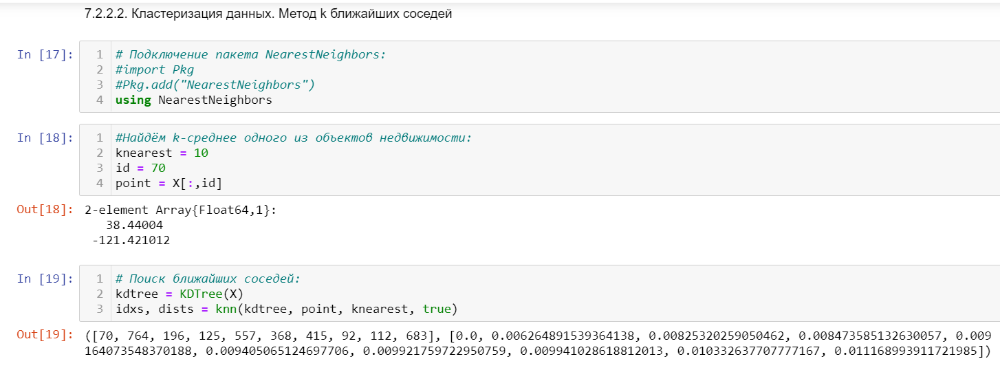 7.2.2.2. Кластеризация данных. Метод k ближайших соседей
In [17]:
1 # Подключение пакета NearestNeighbors:
2 #import Pkg
3 #Pkg.add("NearestNeighbors")
4 using NearestNeighbors
In [18]:
1 #Найдём k-среднее одного из объектов недвижимости:
2 knearest = 10
3 id = 70
4 point = X[:,id]
Out[18]:
2-element Array{Float64,1}:
38.44004
-121.421012
In [19]:
1 # Поиск ближайших соседей:
2 kdtree = KDTree(X)
3 idxs, dists = knn(kdtree, point, knearest, true)
Out[19]:
([70, 764, 196, 125, 557, 368, 415, 92, 112, 683], [0.0, 0.006264891539364138, 0.00825320259050462, 0.008473585132630057, 0.009
164073548370188, 0.009405065124697706, 0.009921759722950759, 0.009941028618812013, 0.010332637707777167, 0.011168993911721985])